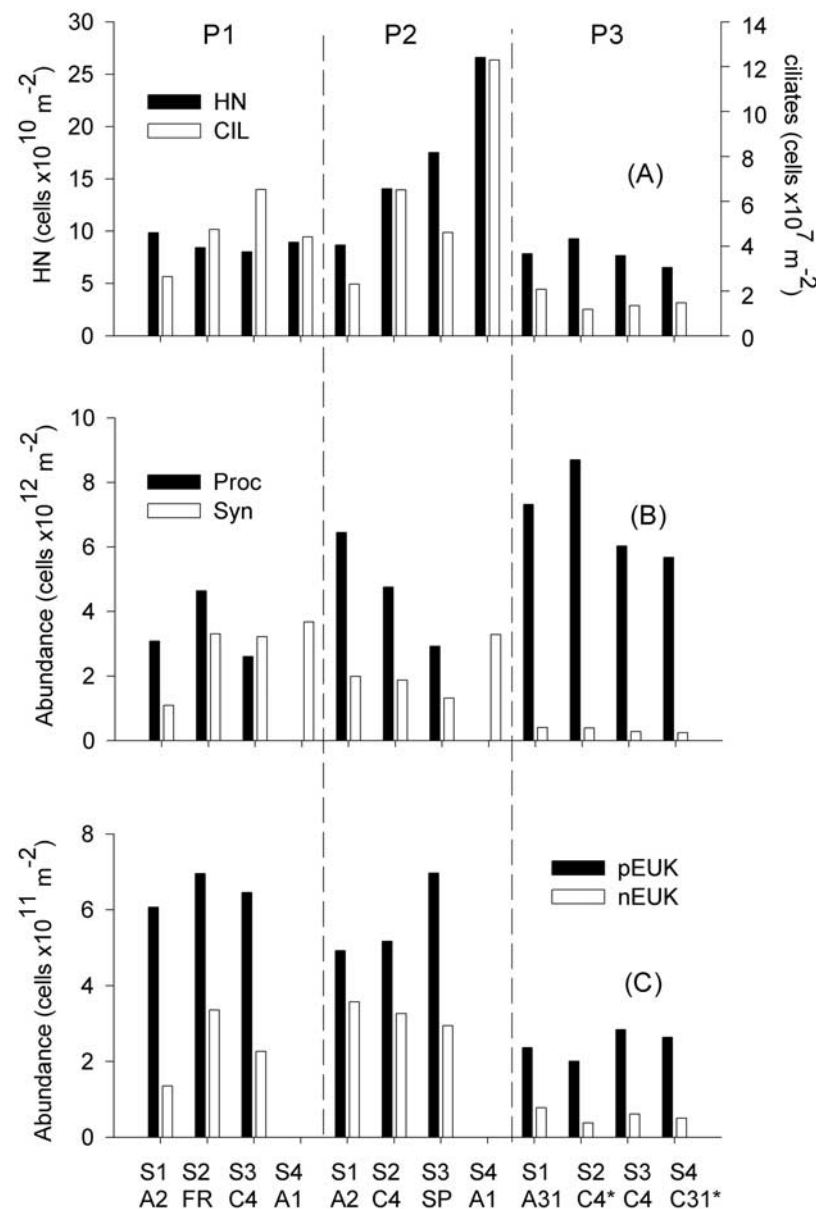 P1 P2 P3
HN
CIL
(A)
HN (cells x10^10 m^-2)
30
25
20
15
10
5
0
ciliates (cells x10^7 m^-2)
14
12
10
8
6
4
2
0
Proc
Syn
(B)
Abundance (cells x10^12 m^-2)
10
8
6
4
2
0
pEUK
nEUK
(C)
Abundance (cells x10^11 m^-2)
8
6
4
2
0
S1 S2 S3 S4 S1 S2 S3 S4 S1 S2 S3 S4
A2 FR C4 A1 A2 C4 SP A1 A31 C4* C4 C31*